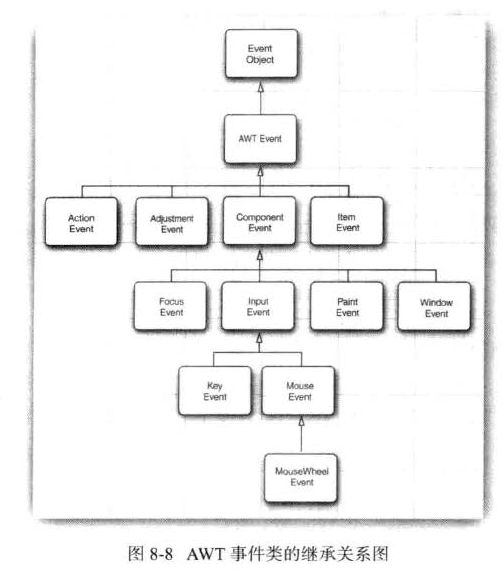 Event
Object
AWT Event
Action
Event
Adjustment
Event
Component
Event
Item
Event
Focus
Event
Input
Event
Paint
Event
Window
Event
Key
Event
Mouse
Event
MouseWheel
Event
图 8-8 AWT 事件类的继承关系图